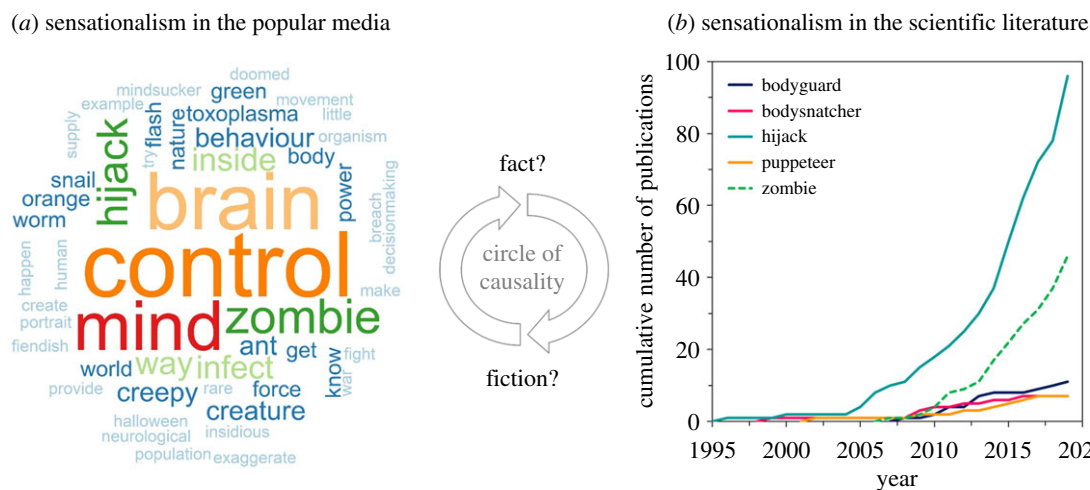 (a) sensationalism in the popular media
doomed
mindsucker green
example movement
flash toxoplasma little
supply hijack try nature behaviour organism
inside body
snail
orange brain power
worm breach
decisionmaking
happen human control
create make
portrait mind zombie
fiendish ant get fight
world way infect know war
provide creepy rare force
creature
halloween insidious
neurological
population exaggerate
fact?
circle of
causality
fiction?
(b) sensationalism in the scientific literature
cumulative number of publications
100
80
60
40
20
0
bodyguard
bodysnatcher
hijack
puppeteer
zombie
1995 2000 2005 2010 2015 202
year